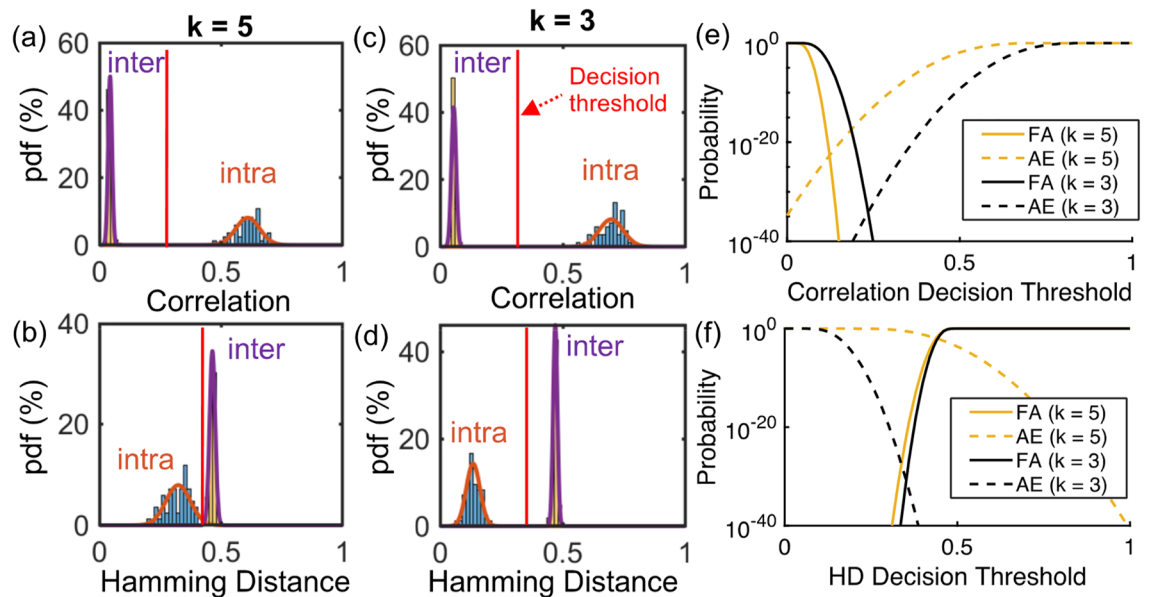 k = 5
(a)
60
40
20
0
pdf (%)
inter
intra
0
0.5
1
Correlation
k = 3
(c)
60
40
20
0
pdf (%)
inter
Decision
threshold
intra
0
0.5
1
Correlation
(e)
10^0
10^-20
10^-40
Probability
FA (k = 5)
AE (k = 5)
FA (k = 3)
AE (k = 3)
0
0.5
1
Correlation Decision Threshold
(b)
40
20
0
pdf (%)
inter
intra
0
0.5
1
Hamming Distance
(d)
40
20
0
pdf (%)
inter
intra
0
0.5
1
Hamming Distance
(f)
10^0
10^-20
10^-40
Probability
FA (k = 5)
AE (k = 5)
FA (k = 3)
AE (k = 3)
0
0.5
1
HD Decision Threshold